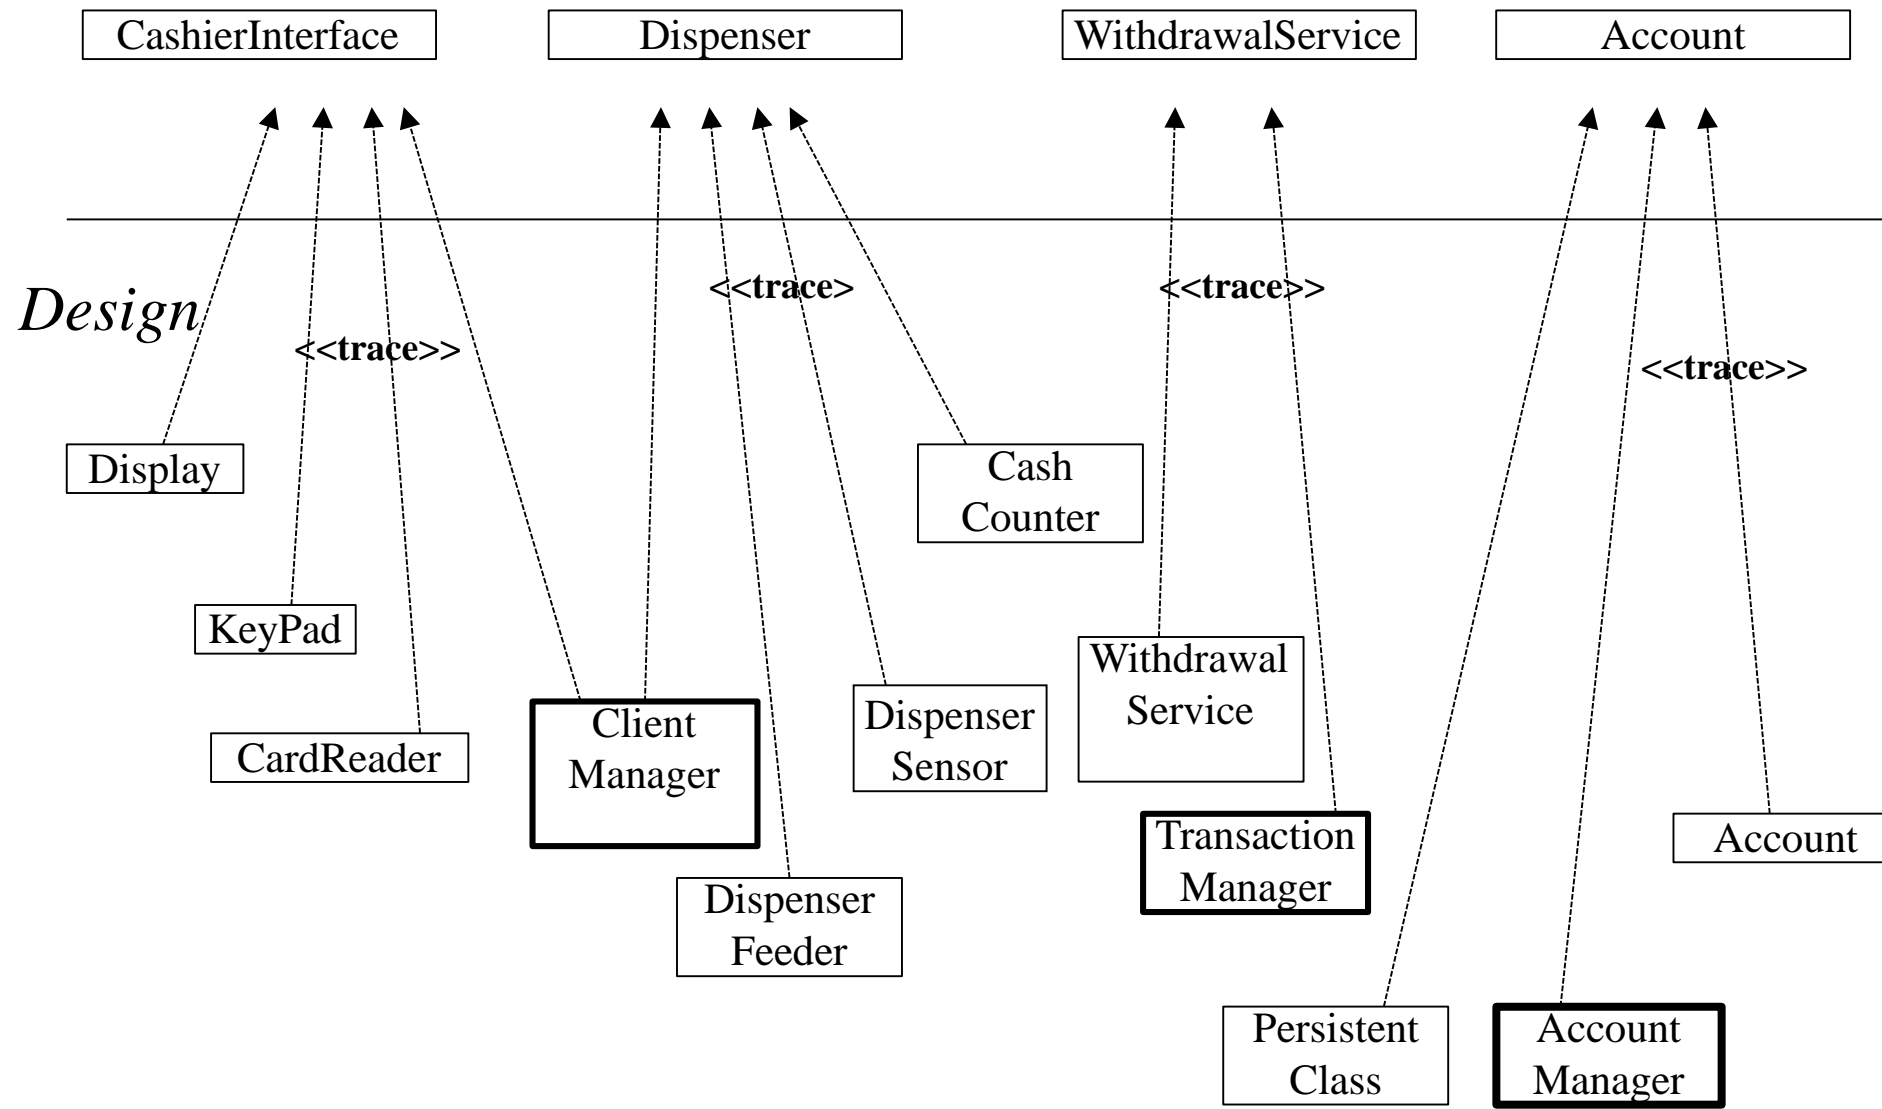 CashierInterface
Dispenser
WithdrawalService
Account
Design
<<trace>
<<trace>>
<<trace>>
<<trace>>
Display
Cash
Counter
KeyPad
Withdrawal
Service
CardReader
Client
Manager
Dispenser
Sensor
Transaction
Manager
Account
Dispenser
Feeder
Persistent
Class
Account
Manager